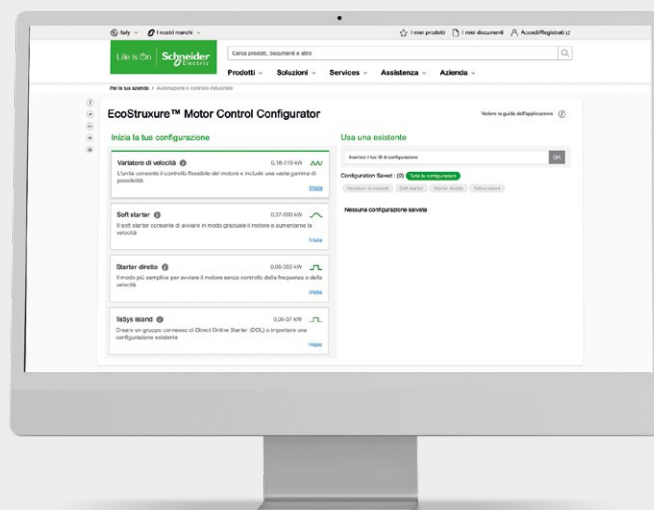 Italy I nostri marchi I miei prodotti I miei documenti Accedi/Registrati
Life Is On Schneider Electric
Cerca prodotti, documenti e altro
Prodotti Soluzioni Services Assistenza Azienda
Per la tua azienda / Automazione e controllo industriale
EcoStruxure™ Motor Control Configurator
Vedere la guida dell'applicazione
Inizia la tua configurazione
Variatore di velocità 0,18-315 kW
L'unità consente il controllo flessibile del motore e include una vasta gamma di
possibilità
Inizia
Soft starter 0,37-900 kW
Il soft starter consente di avviare in modo graduale il motore e aumentarne la
velocità
Inizia
Starter diretto 0,06-355 kW
Il modo più semplice per avviare il motore senza controllo della frequenza o della
velocità
Inizia
TeSys island 0,06-37 kW
Creare un gruppo connesso di Direct Online Starter (DOL) o importare una
configurazione esistente
Inizia
Usa una esistente
Inserisci il tuo ID di configurazione OK
Configuration Saved : (0) Tutte le configurazioni
Variatore di velocità Soft starter Starter diretto TeSys island
Nessuna configurazione salvata